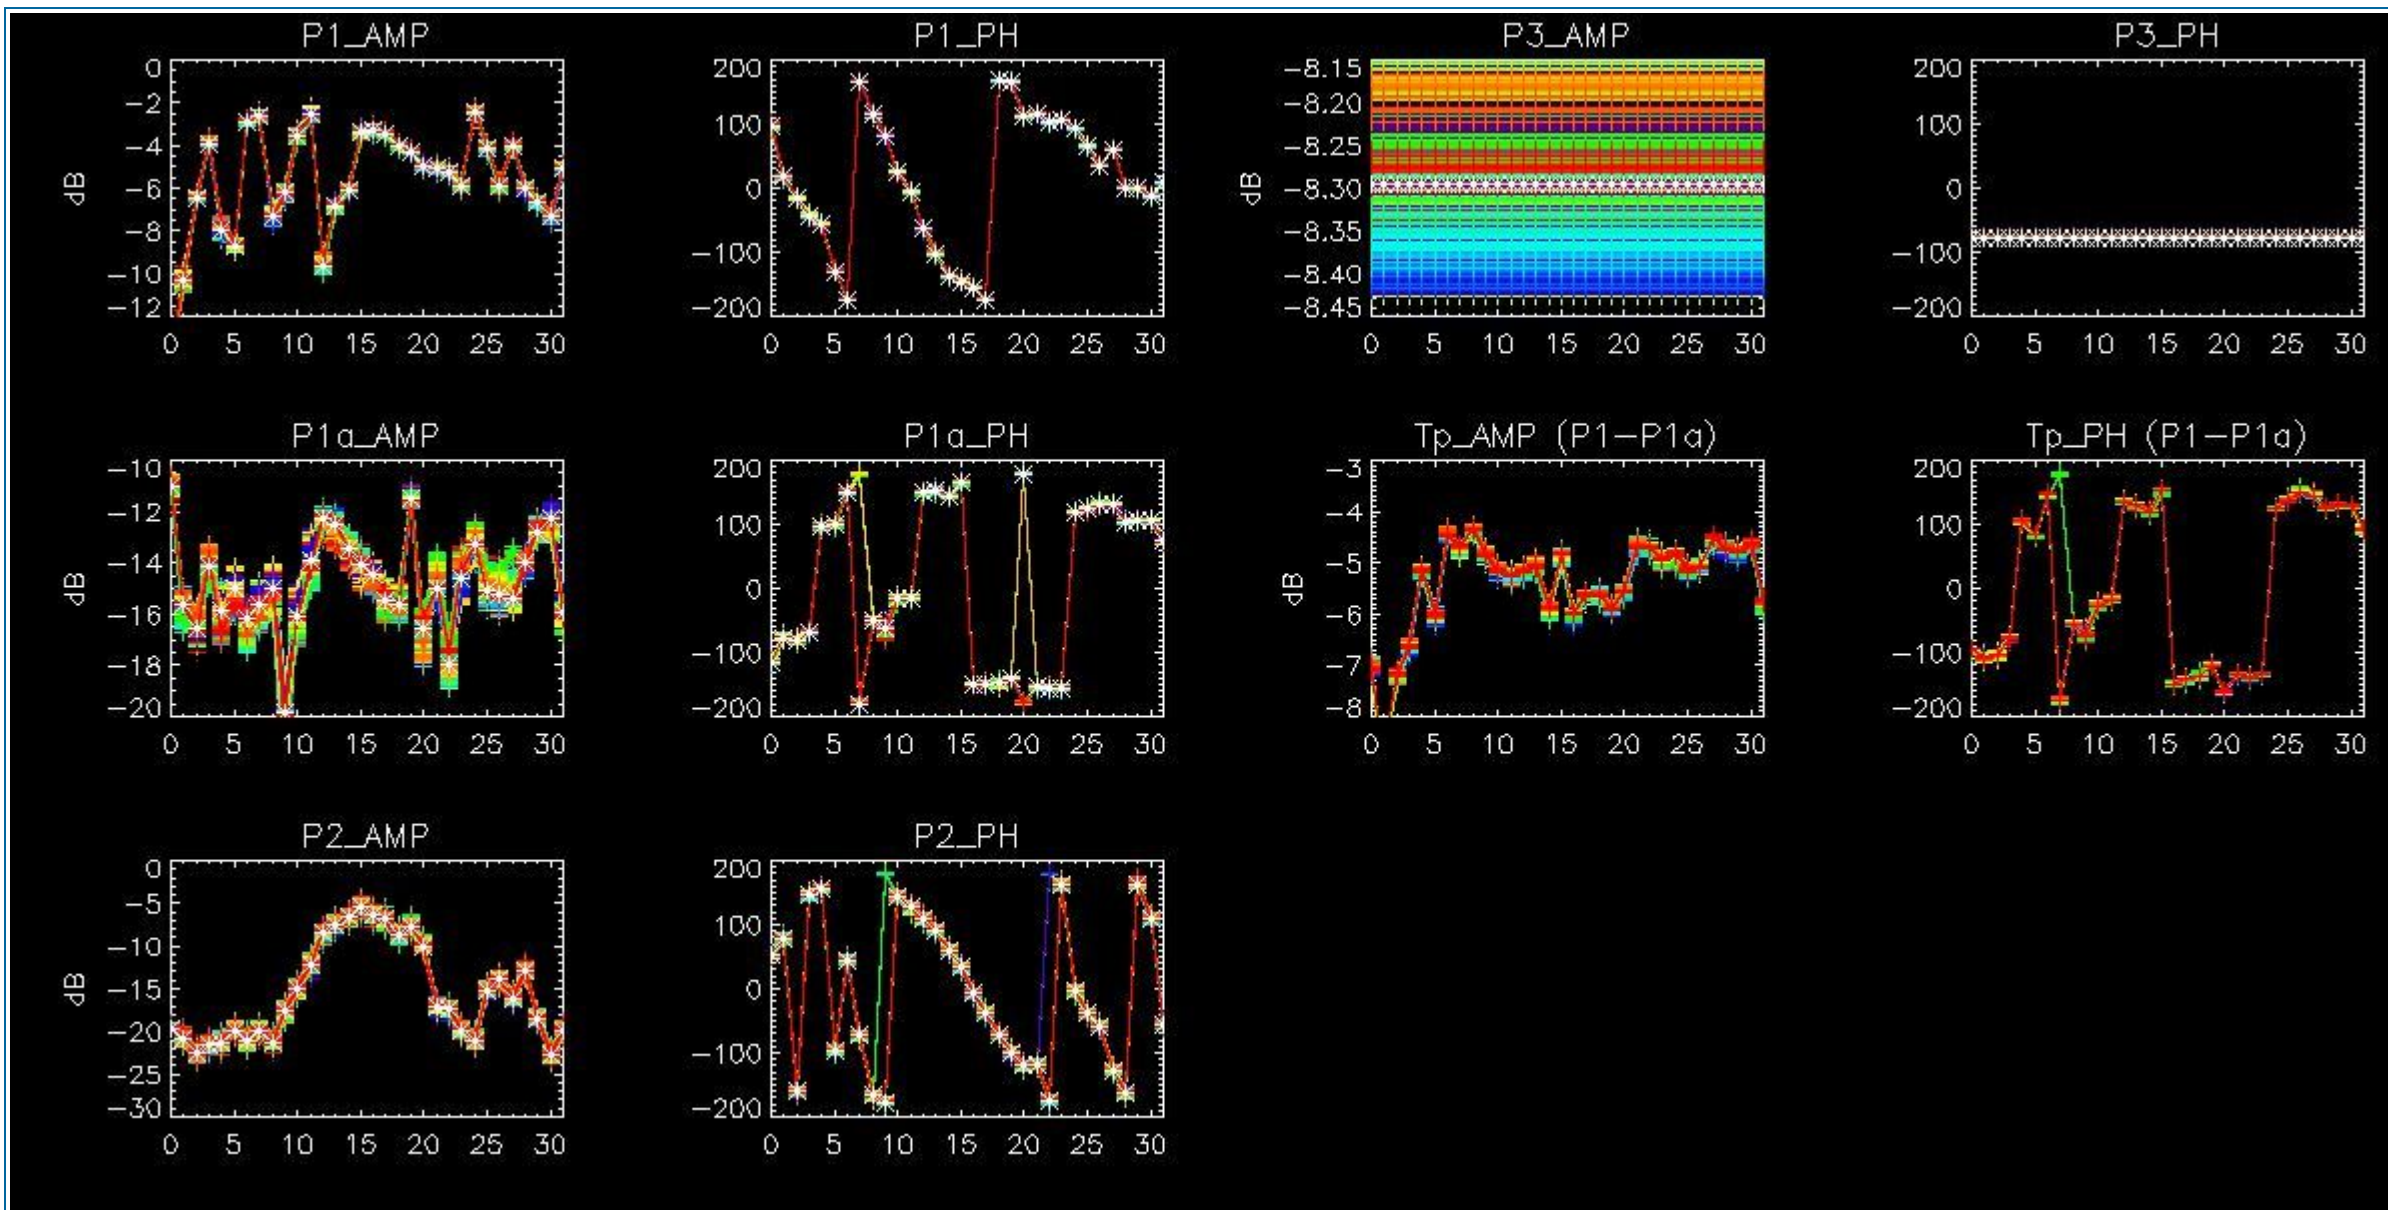 P1_AMP
0
−2
−4
−6
−8
−10
−12
dB
0 5 10 15 20 25 30
P1_PH
200
100
0
−100
−200
0 5 10 15 20 25 30
P3_AMP
−8.15
−8.20
−8.25
−8.30
−8.35
−8.40
−8.45
dB
0 5 10 15 20 25 30
P3_PH
200
100
0
−100
−200
0 5 10 15 20 25 30
P1a_AMP
−10
−12
−14
−16
−18
−20
dB
0 5 10 15 20 25 30
P1a_PH
200
100
0
−100
−200
0 5 10 15 20 25 30
Tp_AMP (P1−P1a)
−3
−4
−5
−6
−7
−8
dB
0 5 10 15 20 25 30
Tp_PH (P1−P1a)
200
100
0
−100
−200
0 5 10 15 20 25 30
P2_AMP
0
−5
−10
−15
−20
−25
−30
dB
0 5 10 15 20 25 30
P2_PH
200
100
0
−100
−200
0 5 10 15 20 25 30